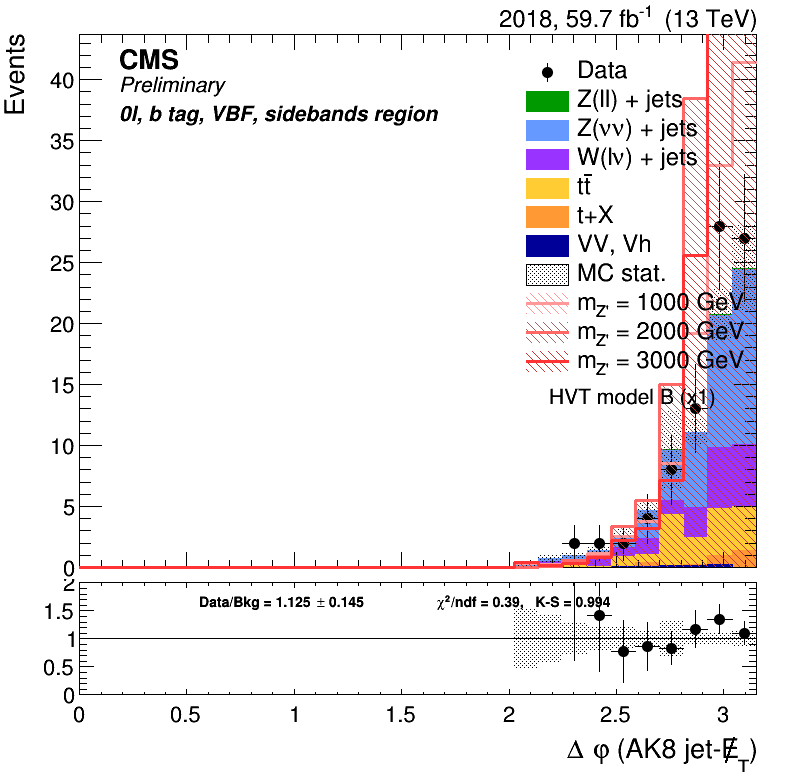 2018, 59.7 fb⁻¹ (13 TeV)
Events
CMS
Preliminary
0l, b tag, VBF, sidebands region
Data
Z(ll) + jets
Z(νν) + jets
W(lν) + jets
tt̄
t+X
VV, Vh
MC stat.
m_Z' = 1000 GeV
m_Z' = 2000 GeV
m_Z' = 3000 GeV
HVT model B (x1)
40
35
30
25
20
15
10
5
0
Data/Bkg = 1.125 ± 0.145 χ²/ndf = 0.39, K-S = 0.994
2
1.5
1
0.5
0
0 0.5 1 1.5 2 2.5 3
Δ φ (AK8 jet-E̸_T)